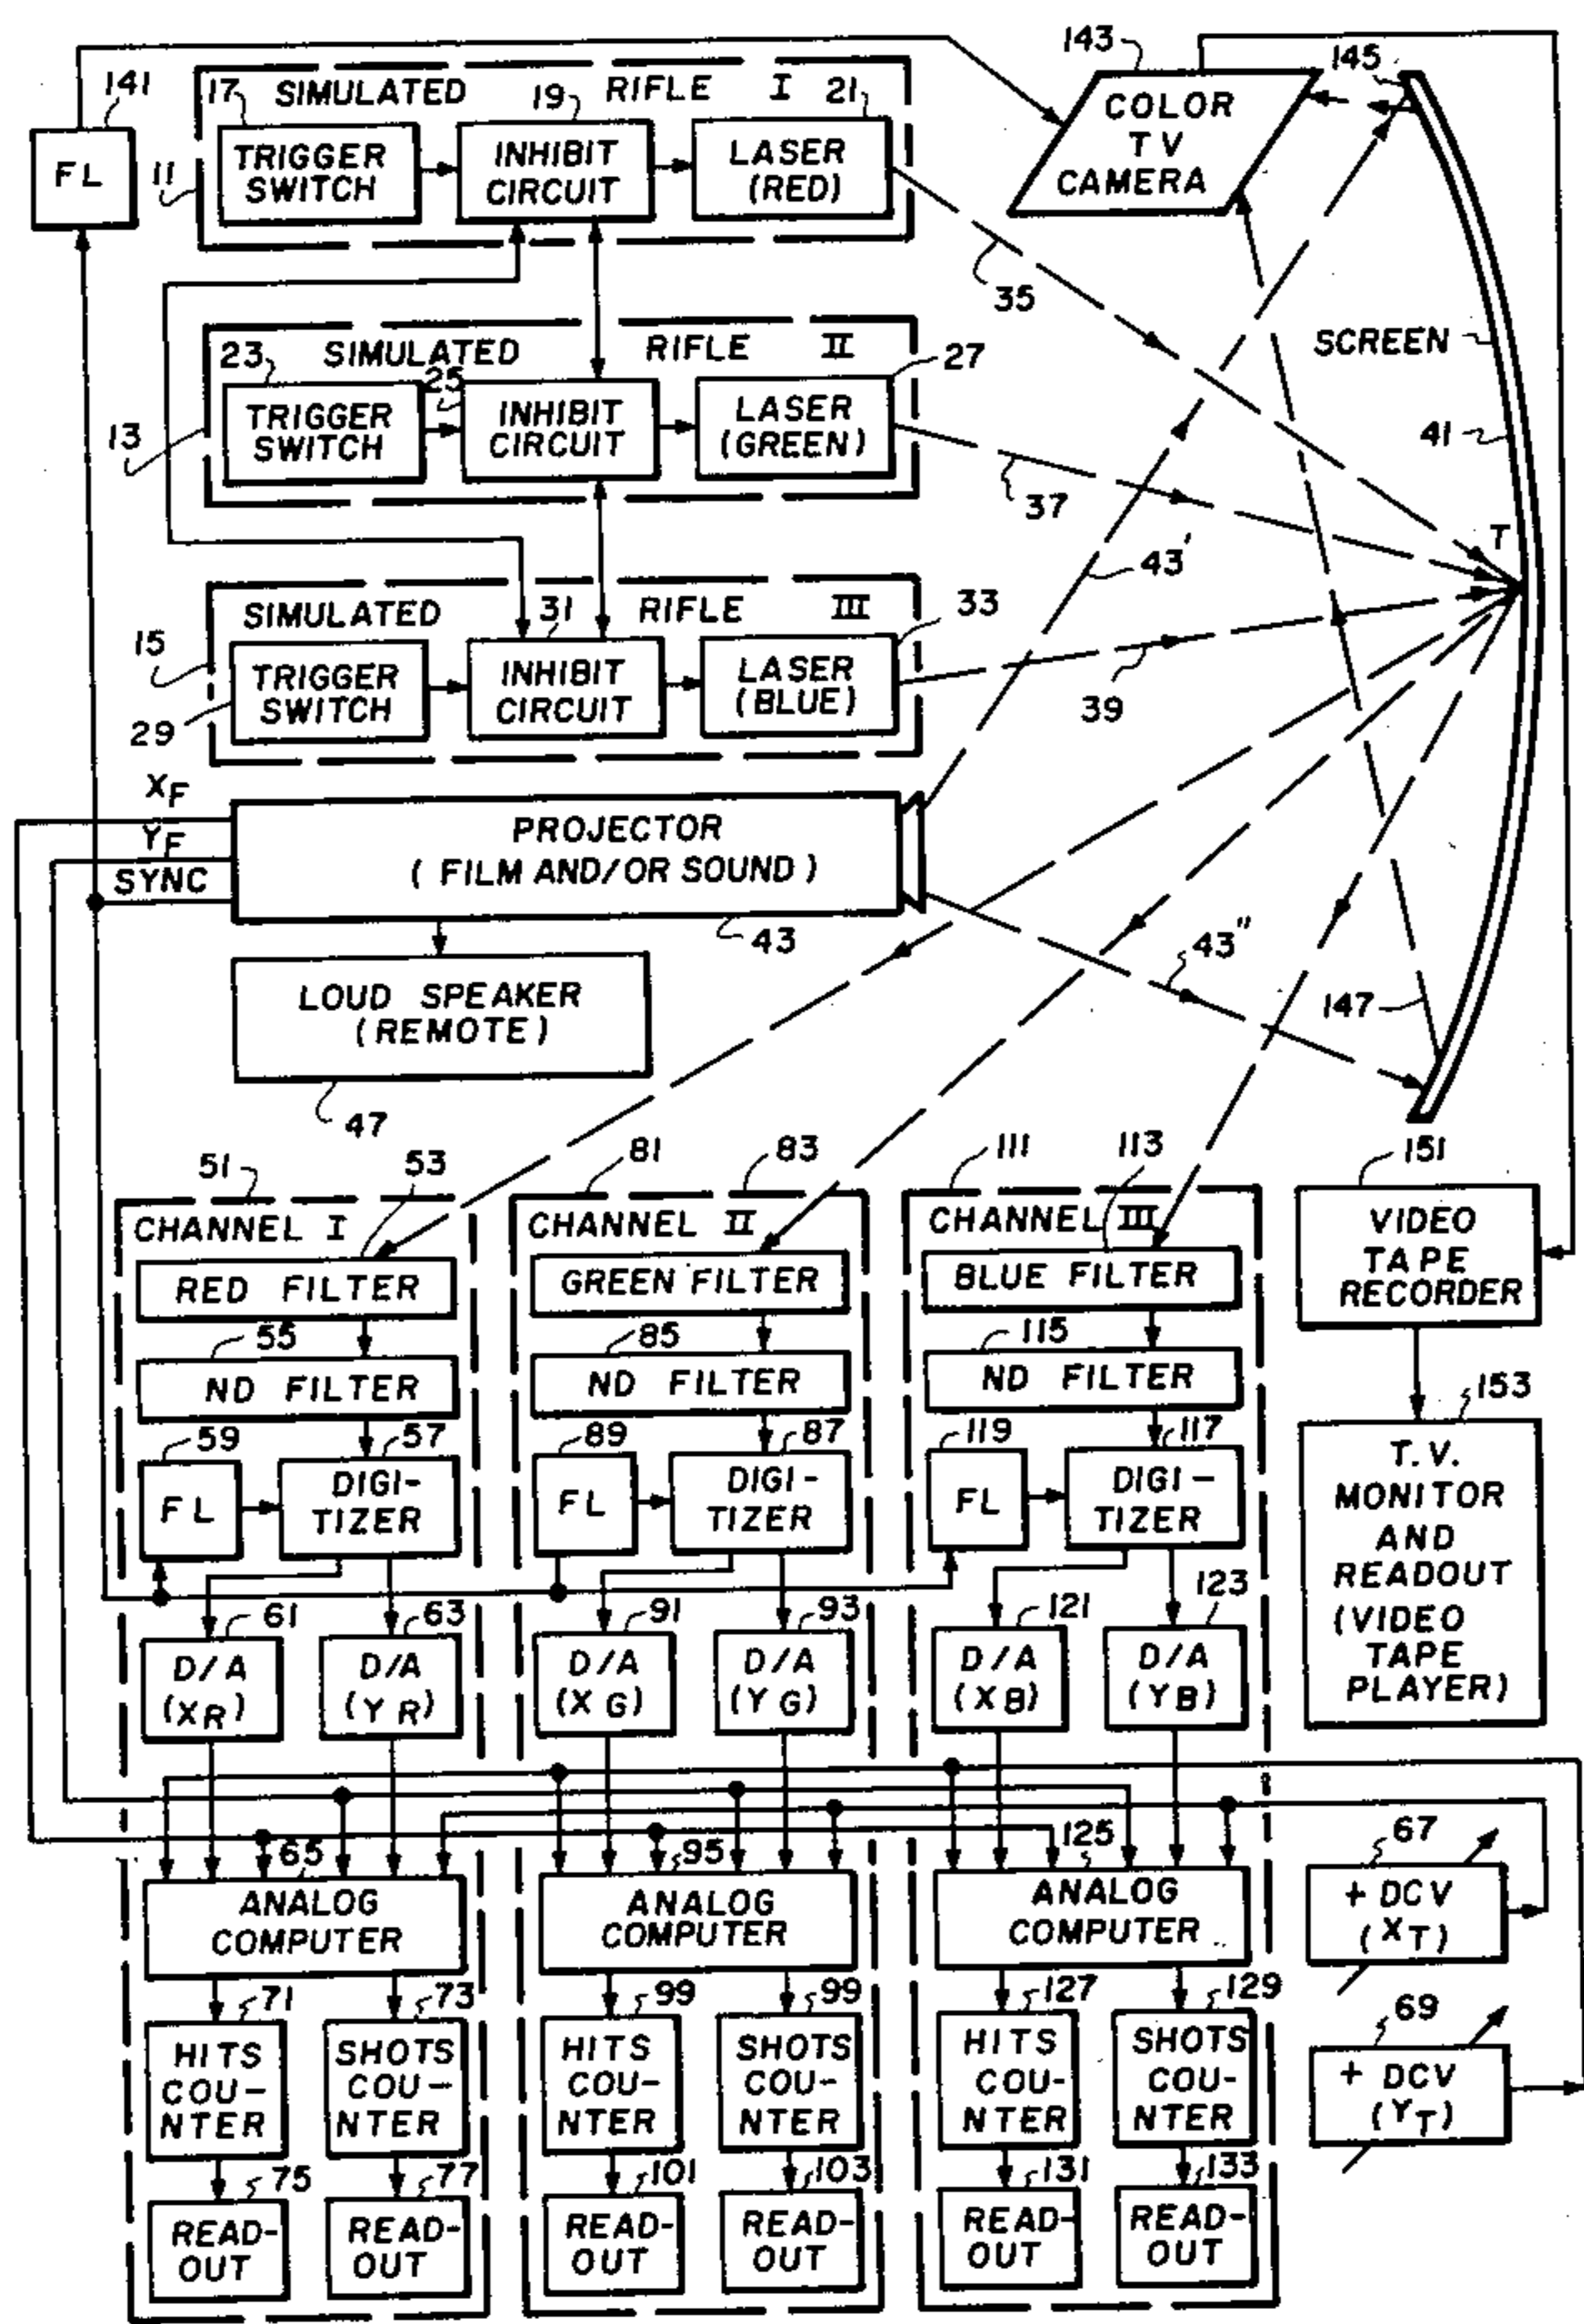 143
145
141
17
SIMULATED RIFLE I
19
21
COLOR
TV
CAMERA
FL
11
TRIGGER
SWITCH
INHIBIT
CIRCUIT
LASER
(RED)
35
SCREEN
23
SIMULATED RIFLE II
25
27
13
TRIGGER
SWITCH
INHIBIT
CIRCUIT
LASER
(GREEN)
41
37
T
43'
15
SIMULATED RIFLE III
31
33
29
TRIGGER
SWITCH
INHIBIT
CIRCUIT
LASER
(BLUE)
39
XF
YF
SYNC
PROJECTOR
(FILM AND/OR SOUND)
43
43"
147
LOUD SPEAKER
(REMOTE)
47
51
53
81
83
111
113
151
CHANNEL I
CHANNEL II
CHANNEL III
VIDEO
TAPE
RECORDER
RED FILTER
GREEN FILTER
BLUE FILTER
55
85
115
153
ND FILTER
ND FILTER
ND FILTER
59
57
89
87
119
117
FL
DIGI-
TIZER
FL
DIGI-
TIZER
FL
DIGI-
TIZER
T.V.
MONITOR
AND
READOUT
(VIDEO
TAPE
PLAYER)
61
63
91
93
121
123
D/A
(XR)
D/A
(YR)
D/A
(XG)
D/A
(YG)
D/A
(XB)
D/A
(YB)
65
95
125
67
ANALOG
COMPUTER
ANALOG
COMPUTER
ANALOG
COMPUTER
+ DCV
(XT)
71
73
99
99
127
129
69
HITS
COU-
NTER
SHOTS
COU-
NTER
HITS
COU-
NTER
SHOTS
COU-
NTER
HITS
COU-
NTER
SHOTS
COU-
NTER
+ DCV
(YT)
75
77
101
103
131
133
READ-
OUT
READ-
OUT
READ-
OUT
READ-
OUT
READ-
OUT
READ-
OUT